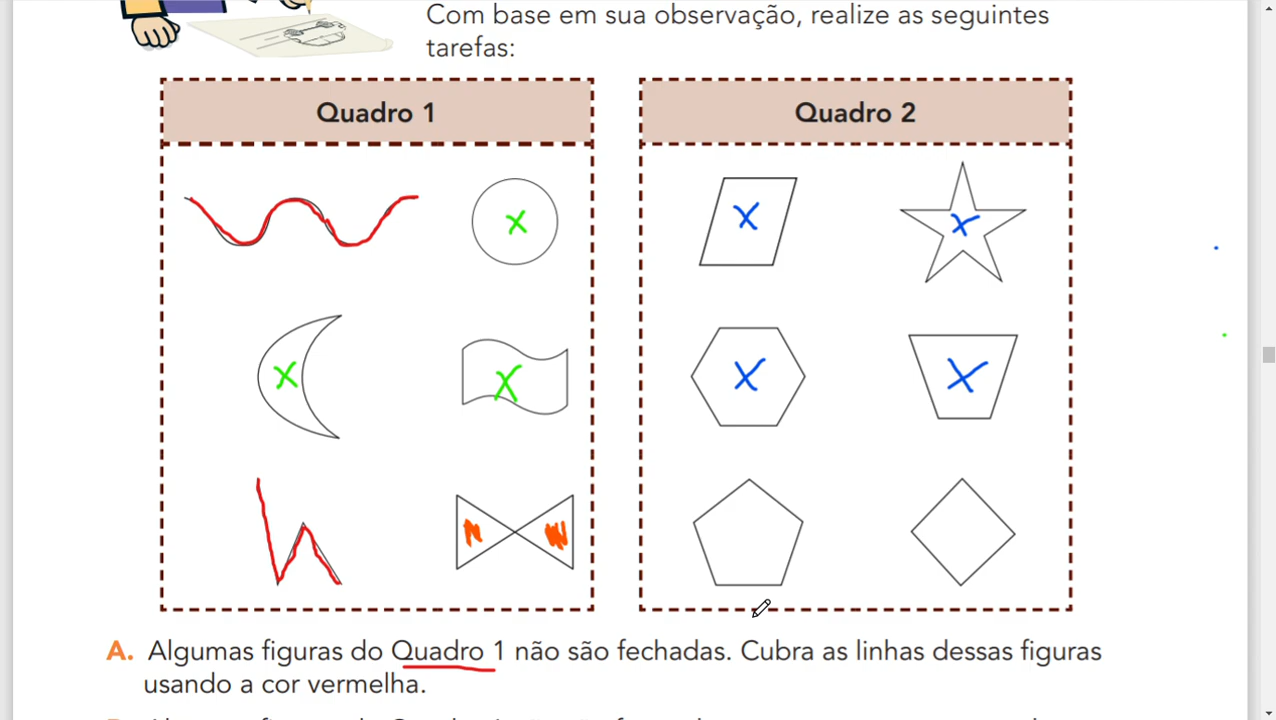 Com base em sua observação, realize as seguintes
tarefas:
Quadro 1
Quadro 2
X
X
X
X
X
X
X
A. Algumas figuras do Quadro 1 não são fechadas. Cubra as linhas dessas figuras
usando a cor vermelha.